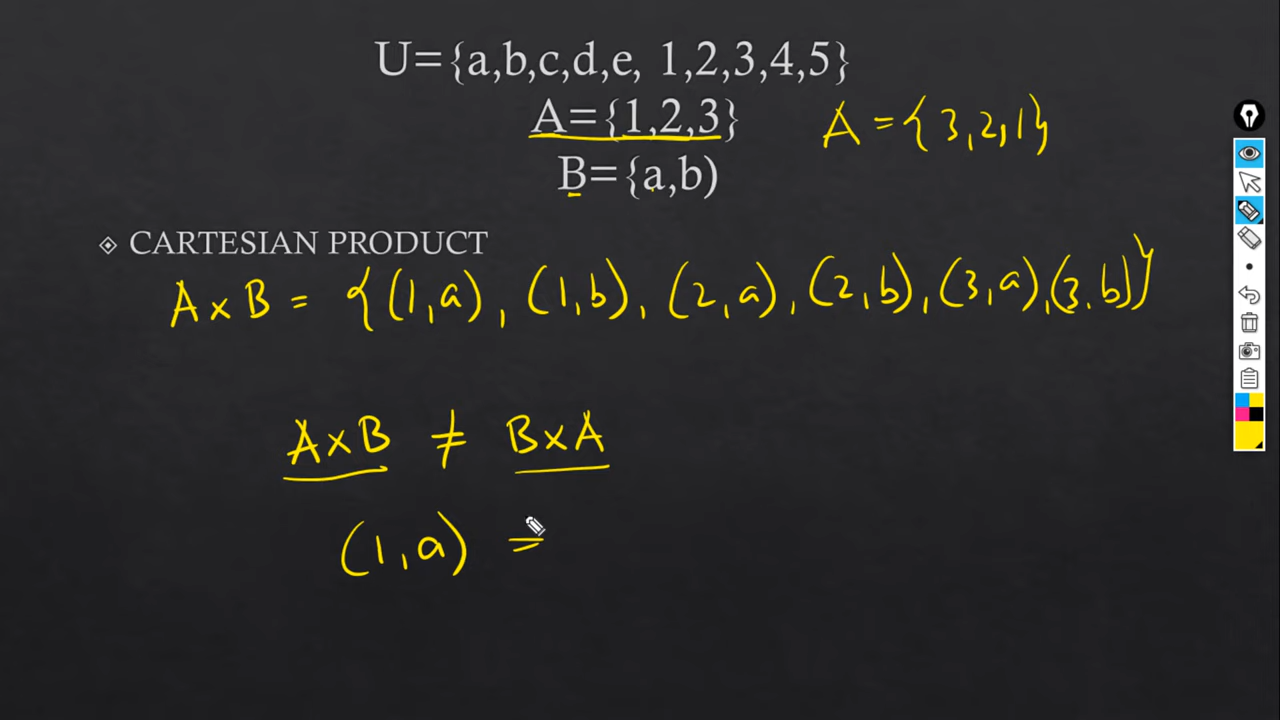 U={a,b,c,d,e, 1,2,3,4,5}
A={1,2,3} A={3,2,1}
B={a,b)
CARTESIAN PRODUCT
A×B = {(1,a), (1,b), (2,a), (2,b), (3,a),(3,b)}
A×B ≠ B×A
(1,a) =